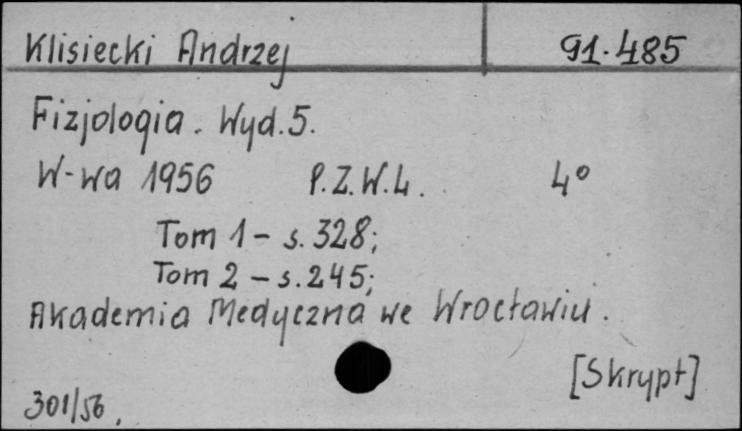 Klisiecki Andrzej 91.485
Fizjologia. Wyd. 5.
W-wa 1956 P.Z.W.L. 4°
Tom 1 - s. 328;
Tom 2 - s. 245;
Akademia Medyczna we Wrocławiu.
[Skrypt]
301/56.